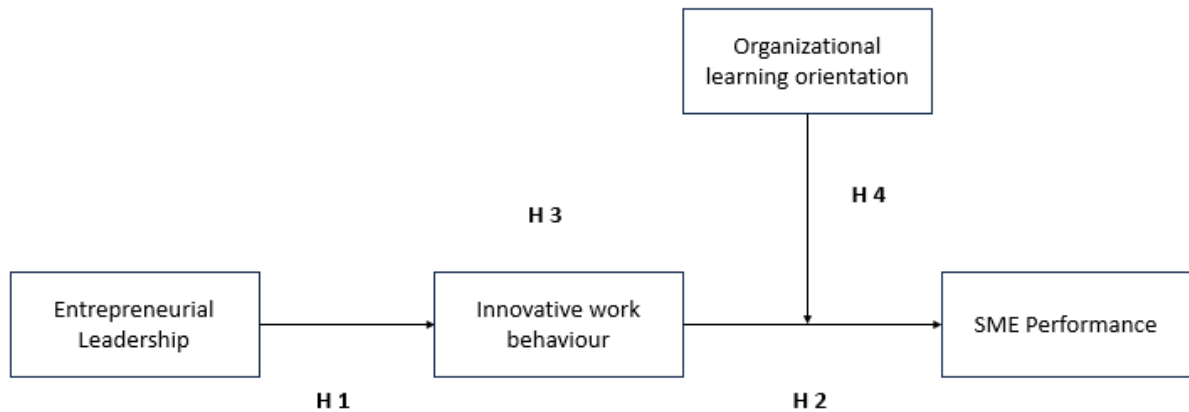 Organizational
learning orientation
H 4
H 3
Entrepreneurial
Leadership
Innovative work
behaviour
SME Performance
H 1
H 2